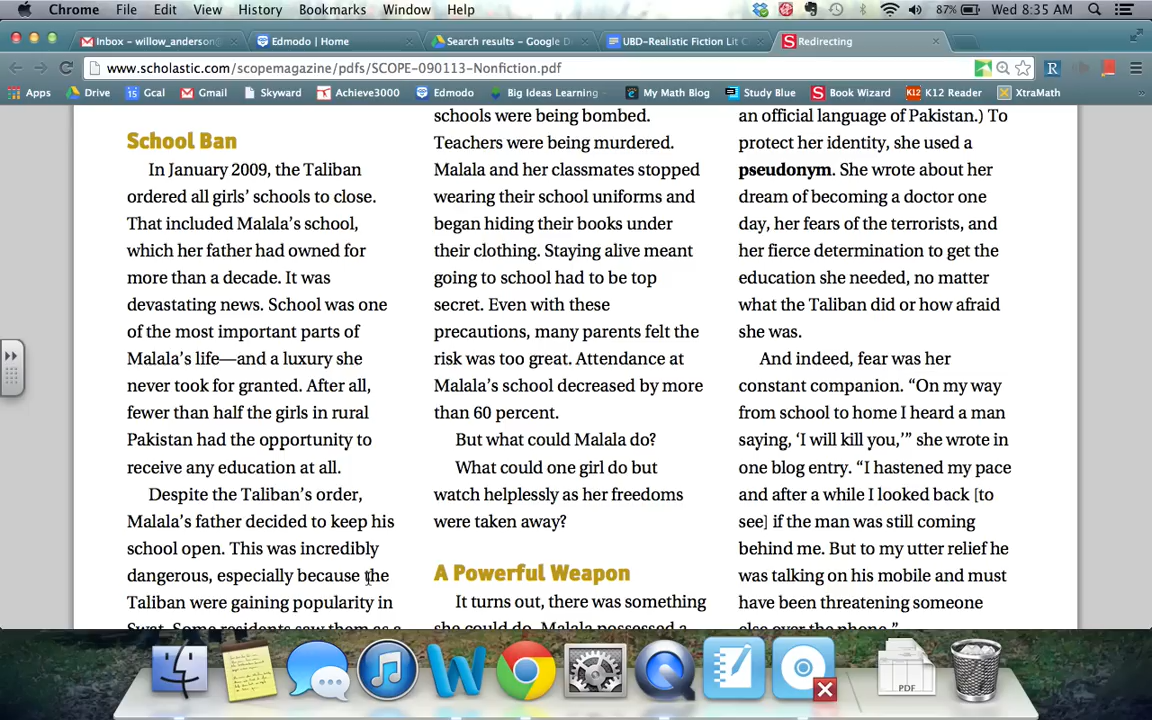 Chrome File Edit View History Bookmarks Window Help 87% Wed 8:35 AM
Inbox – willow_anderson@
Edmodo | Home
Search results - Google D
UBD-Realistic Fiction Lit C
Redirecting
www.scholastic.com/scopemagazine/pdfs/SCOPE-090113-Nonfiction.pdf
Apps Drive Gcal Gmail Skyward Achieve3000 Edmodo Big Ideas Learning My Math Blog Study Blue Book Wizard K12 Reader XtraMath
School Ban
In January 2009, the Taliban
ordered all girls’ schools to close.
That included Malala’s school,
which her father had owned for
more than a decade. It was
devastating news. School was one
of the most important parts of
Malala’s life—and a luxury she
never took for granted. After all,
fewer than half the girls in rural
Pakistan had the opportunity to
receive any education at all.
Despite the Taliban’s order,
Malala’s father decided to keep his
school open. This was incredibly
dangerous, especially because the
Taliban were gaining popularity in
Swat. Some residents saw them as a
schools were being bombed.
Teachers were being murdered.
Malala and her classmates stopped
wearing their school uniforms and
began hiding their books under
their clothing. Staying alive meant
going to school had to be top
secret. Even with these
precautions, many parents felt the
risk was too great. Attendance at
Malala’s school decreased by more
than 60 percent.
But what could Malala do?
What could one girl do but
watch helplessly as her freedoms
were taken away?
A Powerful Weapon
It turns out, there was something
she could do. Malala possessed a
an official language of Pakistan.) To
protect her identity, she used a
pseudonym. She wrote about her
dream of becoming a doctor one
day, her fears of the terrorists, and
her fierce determination to get the
education she needed, no matter
what the Taliban did or how afraid
she was.
And indeed, fear was her
constant companion. “On my way
from school to home I heard a man
saying, ‘I will kill you,’” she wrote in
one blog entry. “I hastened my pace
and after a while I looked back [to
see] if the man was still coming
behind me. But to my utter relief he
was talking on his mobile and must
have been threatening someone
else over the phone.”
PDF